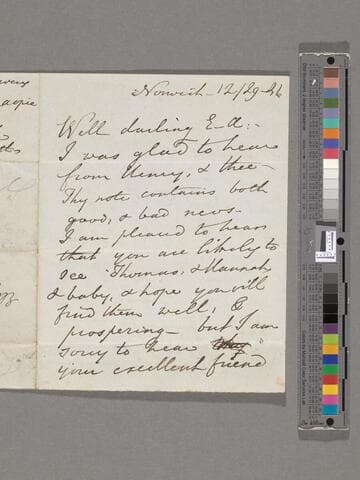 Norwich - 12/29-46
Well darling E-a:-
I was glad to hear
from Henry, & thee -
Thy note contains both
good, & bad news -
I am pleased to hear
that you are likely to
see Thomas, & Hannah
& baby, & hope you will
find them well, &
prospering - but I am
sorry to hear
your excellent friend